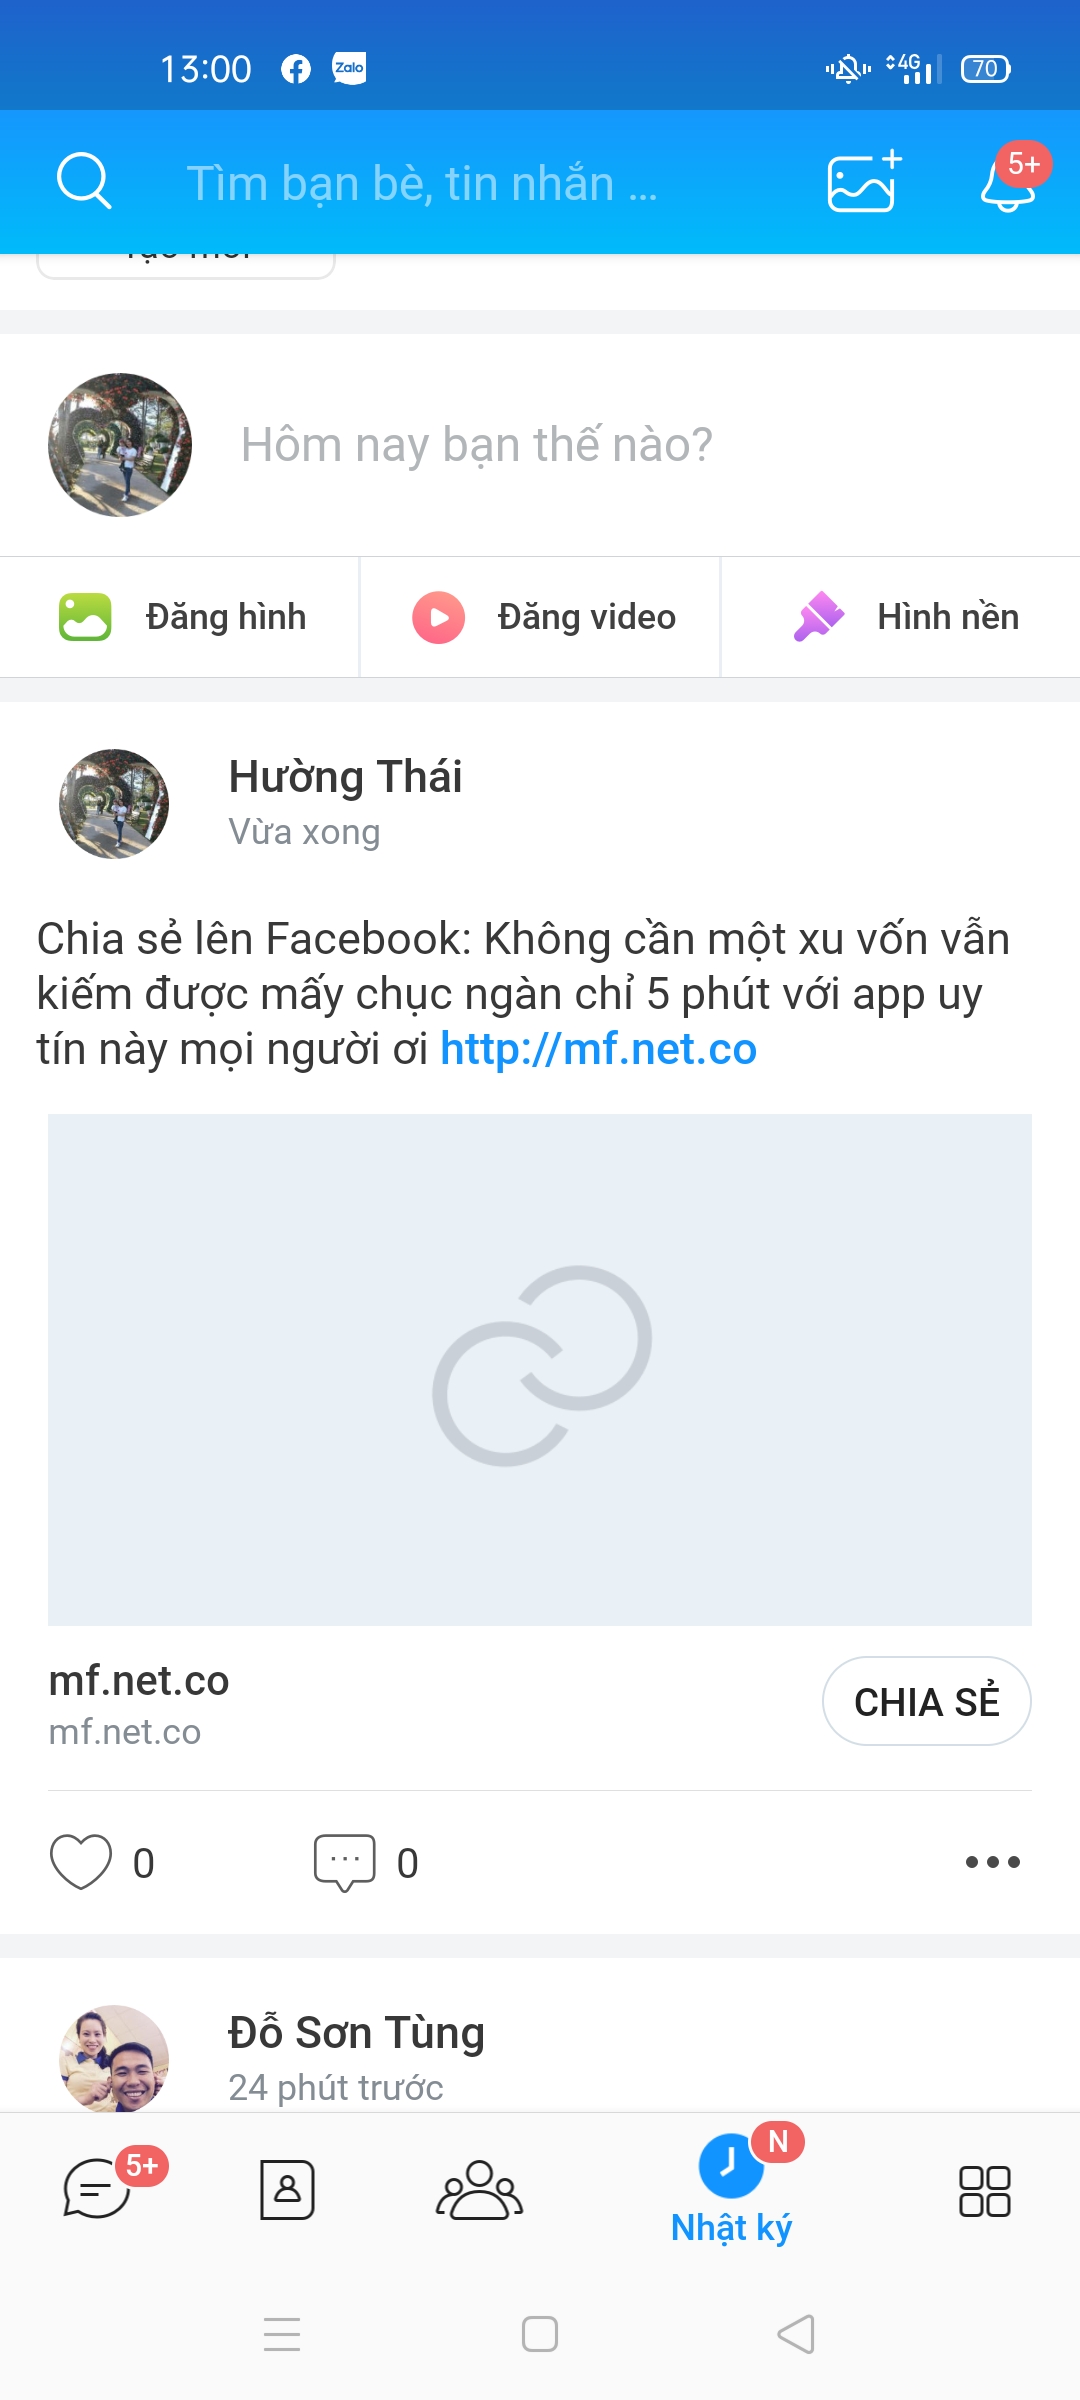 13:00
Zalo
4G
70
Tìm bạn bè, tin nhắn ...
5+
Hôm nay bạn thế nào?
Đăng hình
Đăng video
Hình nền
Hường Thái
Vừa xong
Chia sẻ lên Facebook: Không cần một xu vốn vẫn
kiếm được mấy chục ngàn chỉ 5 phút với app uy
tín này mọi người ơi http://mf.net.co
mf.net.co
mf.net.co
CHIA SẺ
0
0
Đỗ Sơn Tùng
24 phút trước
5+
N
Nhật ký